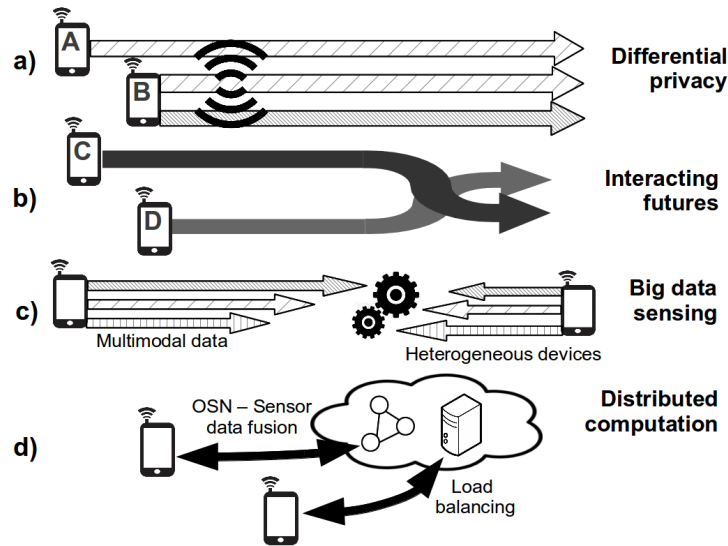 a)
A
B
Differential
privacy
b)
C
D
Interacting
futures
c)
Multimodal data
Heterogeneous devices
Big data
sensing
d)
OSN – Sensor
data fusion
Load
balancing
Distributed
computation